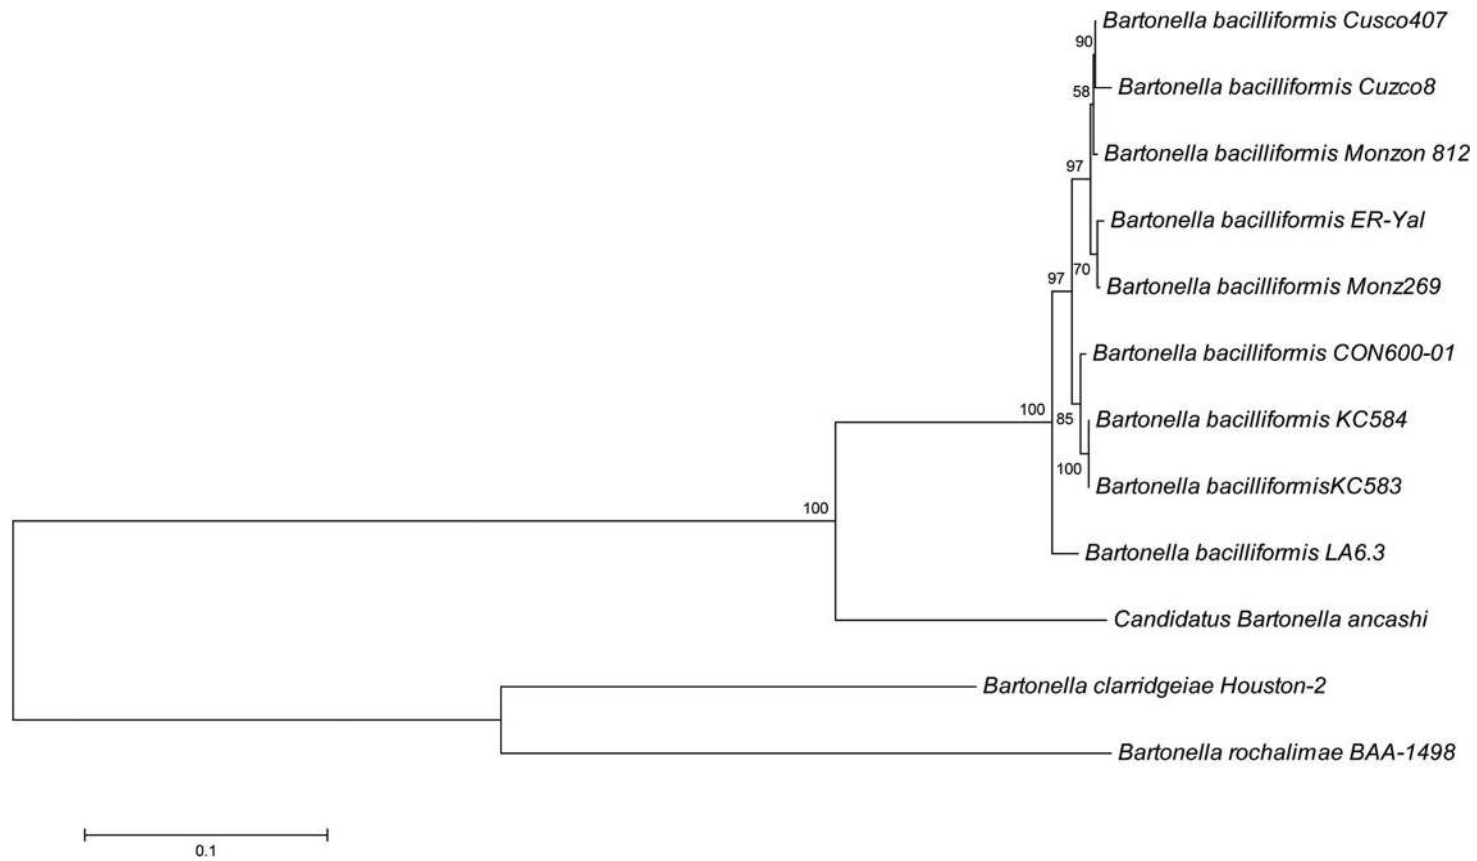 Bartonella bacilliformis Cusco407
90
Bartonella bacilliformis Cuzco8
58
Bartonella bacilliformis Monzon 812
97
Bartonella bacilliformis ER-Yal
70
Bartonella bacilliformis Monz269
97
Bartonella bacilliformis CON600-01
100
85
Bartonella bacilliformis KC584
100
Bartonella bacilliformisKC583
100
Bartonella bacilliformis LA6.3
Candidatus Bartonella ancashi
Bartonella clarridgeiae Houston-2
Bartonella rochalimae BAA-1498
0.1